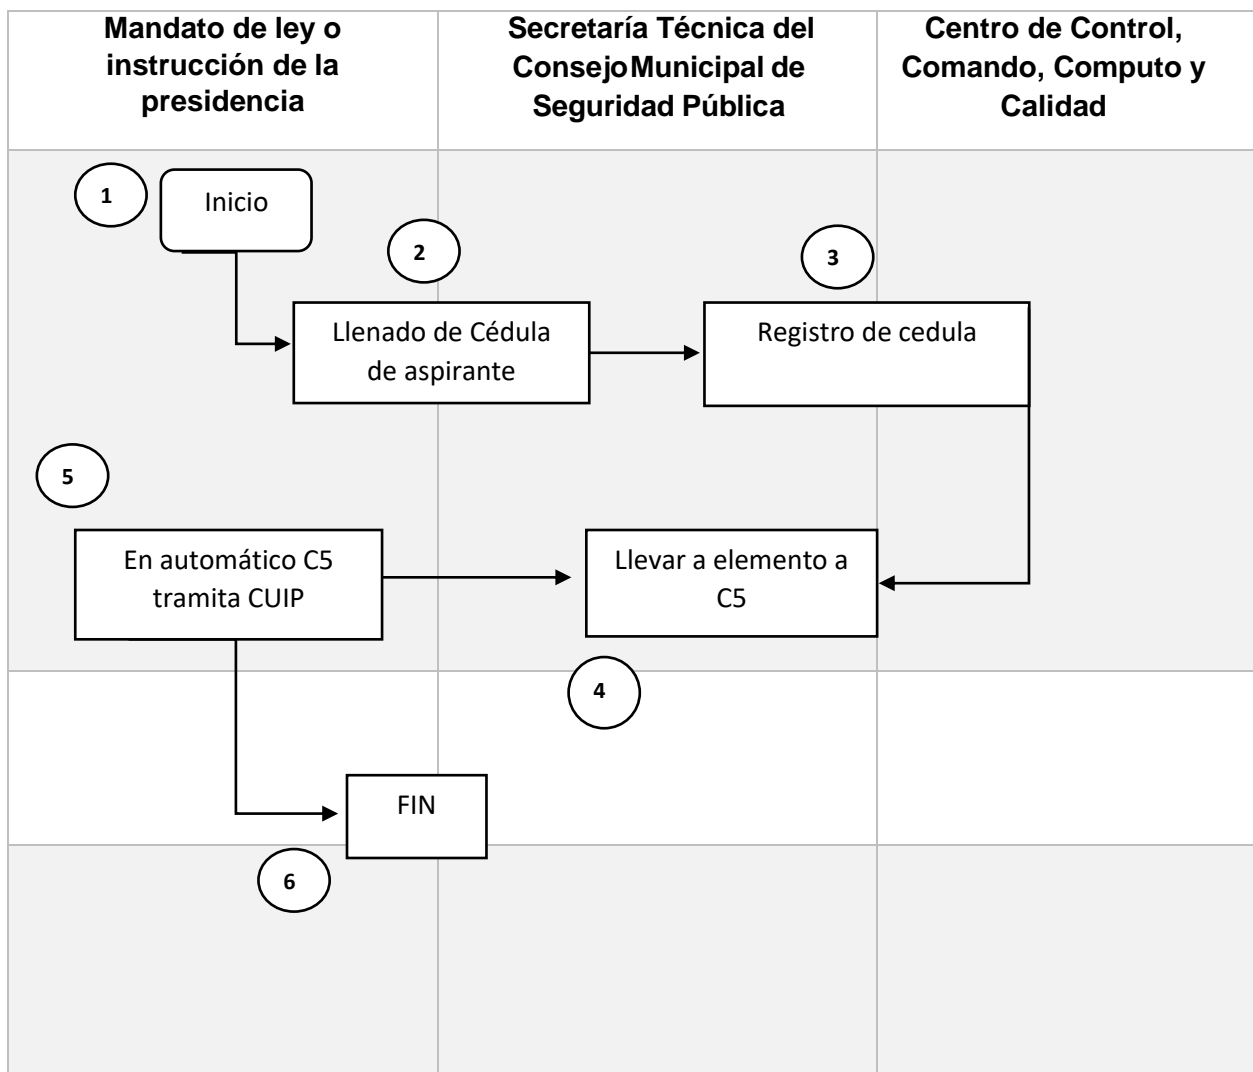 Mandato de ley o
instrucción de la
presidencia
Secretaría Técnica del
Consejo Municipal de
Seguridad Pública
Centro de Control,
Comando, Computo y
Calidad
1
Inicio
2
3
Llenado de Cédula
de aspirante
Registro de cedula
5
En automático C5
tramita CUIP
Llevar a elemento a
C5
4
FIN
6